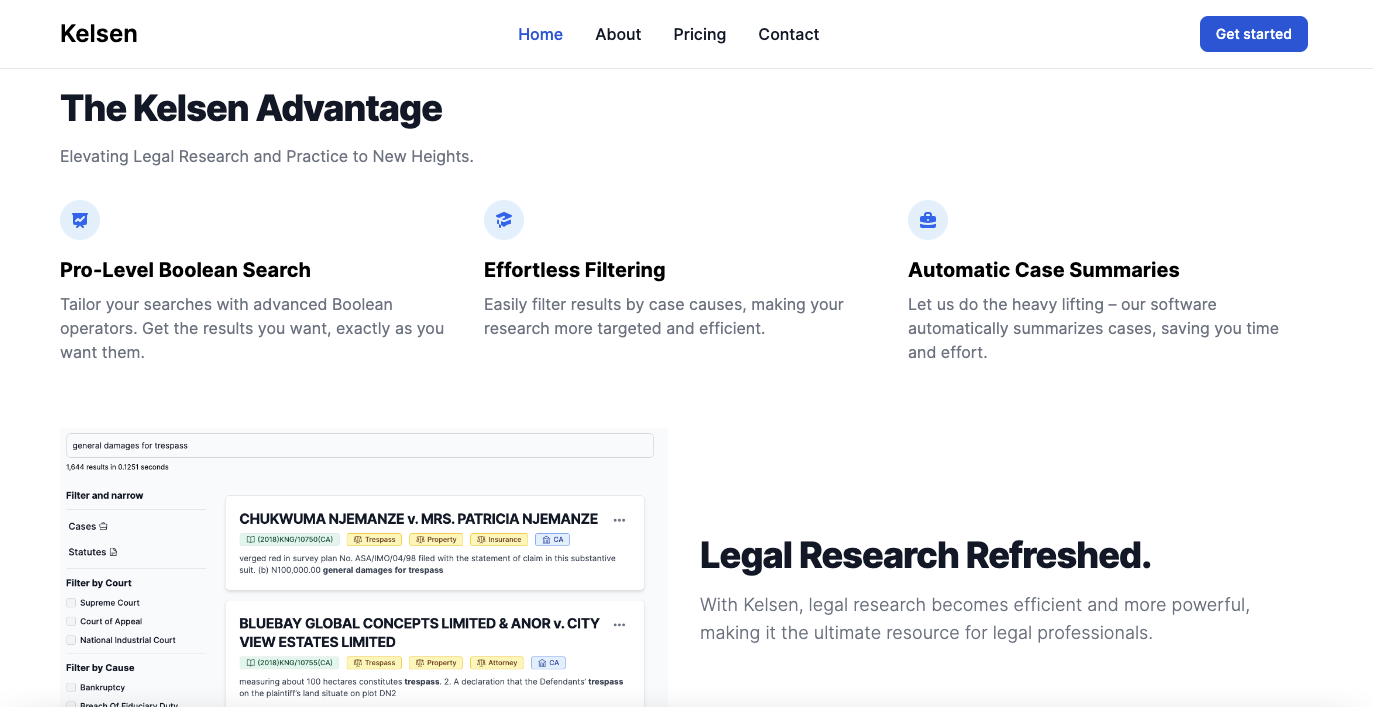 Kelsen
Home About Pricing Contact
Get started
The Kelsen Advantage
Elevating Legal Research and Practice to New Heights.
Pro-Level Boolean Search
Tailor your searches with advanced Boolean
operators. Get the results you want, exactly as you
want them.
Effortless Filtering
Easily filter results by case causes, making your
research more targeted and efficient.
Automatic Case Summaries
Let us do the heavy lifting – our software
automatically summarizes cases, saving you time
and effort.
general damages for trespass
1,644 results in 0.1251 seconds
Filter and narrow
Cases
Statutes
Filter by Court
Supreme Court
Court of Appeal
National Industrial Court
Filter by Cause
Bankruptcy
Breach Of Fiduciary Duty
CHUKWUMA NJEMANZE v. MRS. PATRICIA NJEMANZE
(2018)KNG/10750(CA) Trespass Property Insurance CA
verged red in survey plan No. ASA/IMO/04/98 filed with the statement of claim in this substantive
suit. (b) N100,000.00 general damages for trespass
BLUEBAY GLOBAL CONCEPTS LIMITED & ANOR v. CITY
VIEW ESTATES LIMITED
(2018)KNG/10755(CA) Trespass Property Attorney CA
measuring about 100 hectares constitutes trespass. 2. A declaration that the Defendants' trespass
on the plaintiff's land situate on plot DN2
Legal Research Refreshed.
With Kelsen, legal research becomes efficient and more powerful,
making it the ultimate resource for legal professionals.